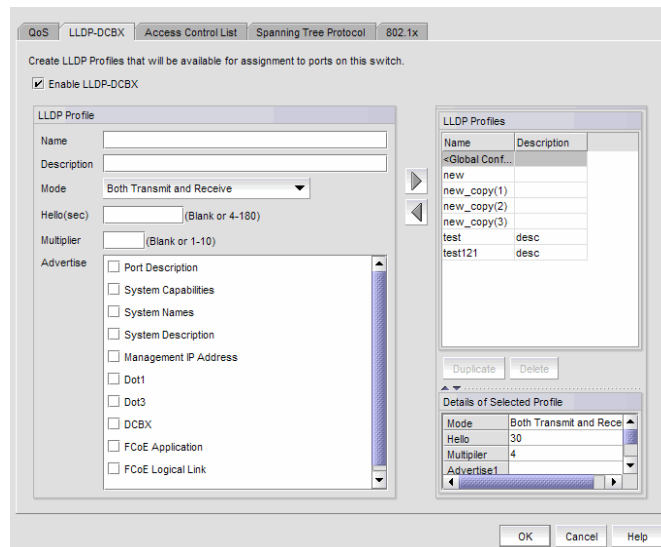 QoS LLDP-DCBX Access Control List Spanning Tree Protocol 802.1x
Create LLDP Profiles that will be available for assignment to ports on this switch.
Enable LLDP-DCBX
LLDP Profile
Name
Description
Mode Both Transmit and Receive
Hello(sec) (Blank or 4-180)
Multiplier (Blank or 1-10)
Advertise
Port Description
System Capabilities
System Names
System Description
Management IP Address
Dot1
Dot3
DCBX
FCoE Application
FCoE Logical Link
LLDP Profiles
Name Description
<Global Conf...
new
new_copy(1)
new_copy(2)
new_copy(3)
test desc
test121 desc
Duplicate Delete
Details of Selected Profile
Mode Both Transmit and Rece
Hello 30
Multipiler 4
Advertise1
OK Cancel Help